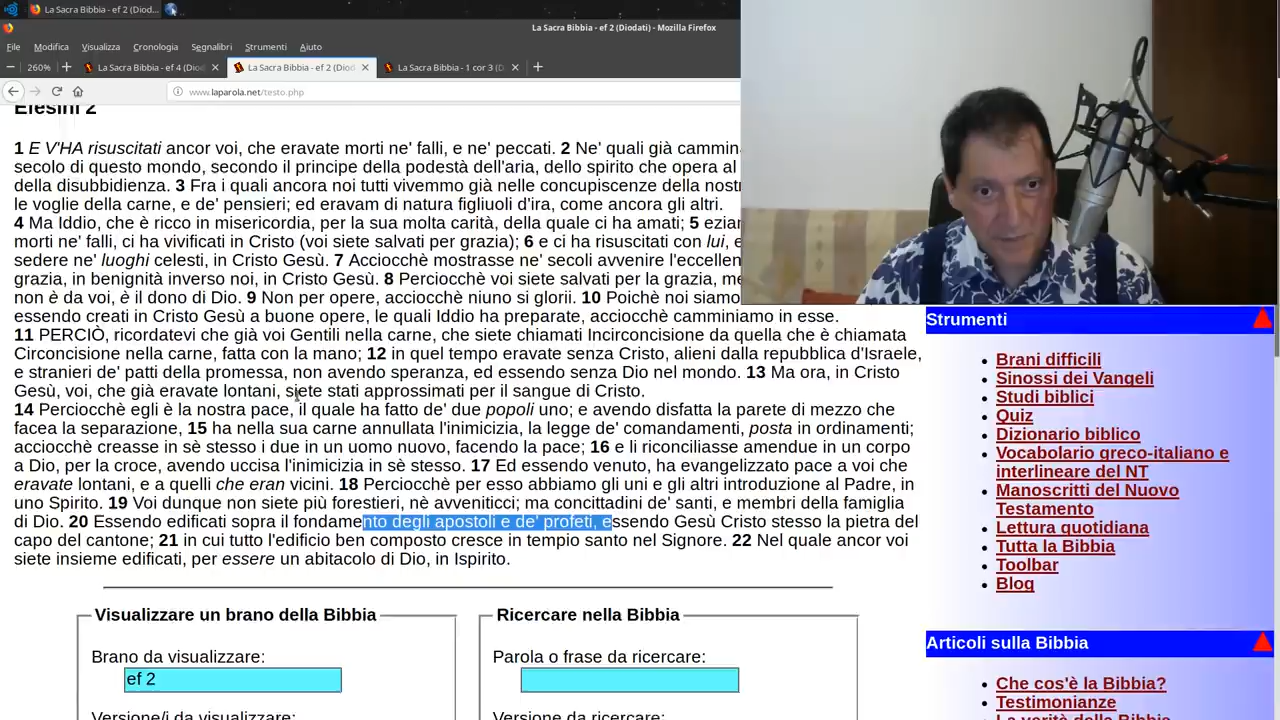 La Sacra Bibbia - ef 2 (Diod...
La Sacra Bibbia - ef 2 (Diodati) - Mozilla Firefox
File Modifica Visualizza Cronologia Segnalibri Strumenti Aiuto
260% La Sacra Bibbia - ef 4 (Dio La Sacra Bibbia - ef 2 (Diod La Sacra Bibbia - 1 cor 3 (D
www.laparola.net/testo.php
Efesini 2
1 E V'HA risuscitati ancor voi, che eravate morti ne' falli, e ne' peccati. 2 Ne' quali già cammin
secolo di questo mondo, secondo il principe della podestà dell'aria, dello spirito che opera al
della disubbidienza. 3 Fra i quali ancora noi tutti vivemmo già nelle concupiscenze della nost
le voglie della carne, e de' pensieri; ed eravam di natura figliuoli d'ira, come ancora gli altri.
4 Ma Iddio, che è ricco in misericordia, per la sua molta carità, della quale ci ha amati; 5 ezian
morti ne' falli, ci ha vivificati in Cristo (voi siete salvati per grazia); 6 e ci ha risuscitati con lui, e
sedere ne' luoghi celesti, in Cristo Gesù. 7 Acciocchè mostrasse ne' secoli avvenire l'eccellen
grazia, in benignità inverso noi, in Cristo Gesù. 8 Perciocchè voi siete salvati per la grazia, me
non è da voi, è il dono di Dio. 9 Non per opere, acciocchè niuno si glorii. 10 Poichè noi siamo
essendo creati in Cristo Gesù a buone opere, le quali Iddio ha preparate, acciocchè camminiamo in esse.
11 PERCIÒ, ricordatevi che già voi Gentili nella carne, che siete chiamati Incirconcisione da quella che è chiamata
Circoncisione nella carne, fatta con la mano; 12 in quel tempo eravate senza Cristo, alieni dalla repubblica d'Israele,
e stranieri de' patti della promessa, non avendo speranza, ed essendo senza Dio nel mondo. 13 Ma ora, in Cristo
Gesù, voi, che già eravate lontani, siete stati approssimati per il sangue di Cristo.
14 Perciocchè egli è la nostra pace, il quale ha fatto de' due popoli uno; e avendo disfatta la parete di mezzo che
facea la separazione, 15 ha nella sua carne annullata l'inimicizia, la legge de' comandamenti, posta in ordinamenti;
acciocchè creasse in sè stesso i due in un uomo nuovo, facendo la pace; 16 e li riconciliasse amendue in un corpo
a Dio, per la croce, avendo uccisa l'inimicizia in sè stesso. 17 Ed essendo venuto, ha evangelizzato pace a voi che
eravate lontani, e a quelli che eran vicini. 18 Perciocchè per esso abbiamo gli uni e gli altri introduzione al Padre, in
uno Spirito. 19 Voi dunque non siete più forestieri, nè avveniticci; ma concittadini de' santi, e membri della famiglia
di Dio. 20 Essendo edificati sopra il fondamento degli apostoli e de' profeti, essendo Gesù Cristo stesso la pietra del
capo del cantone; 21 in cui tutto l'edificio ben composto cresce in tempio santo nel Signore. 22 Nel quale ancor voi
siete insieme edificati, per essere un abitacolo di Dio, in Ispirito.
Visualizzare un brano della Bibbia
Brano da visualizzare:
ef 2
Versione/i da visualizzare:
Ricercare nella Bibbia
Parola o frase da ricercare:
Versione da ricercare:
Strumenti
Brani difficili
Sinossi dei Vangeli
Studi biblici
Quiz
Dizionario biblico
Vocabolario greco-italiano e
interlineare del NT
Manoscritti del Nuovo
Testamento
Lettura quotidiana
Tutta la Bibbia
Toolbar
Blog
Articoli sulla Bibbia
Che cos'è la Bibbia?
Testimonianze
La verità della Bibbia